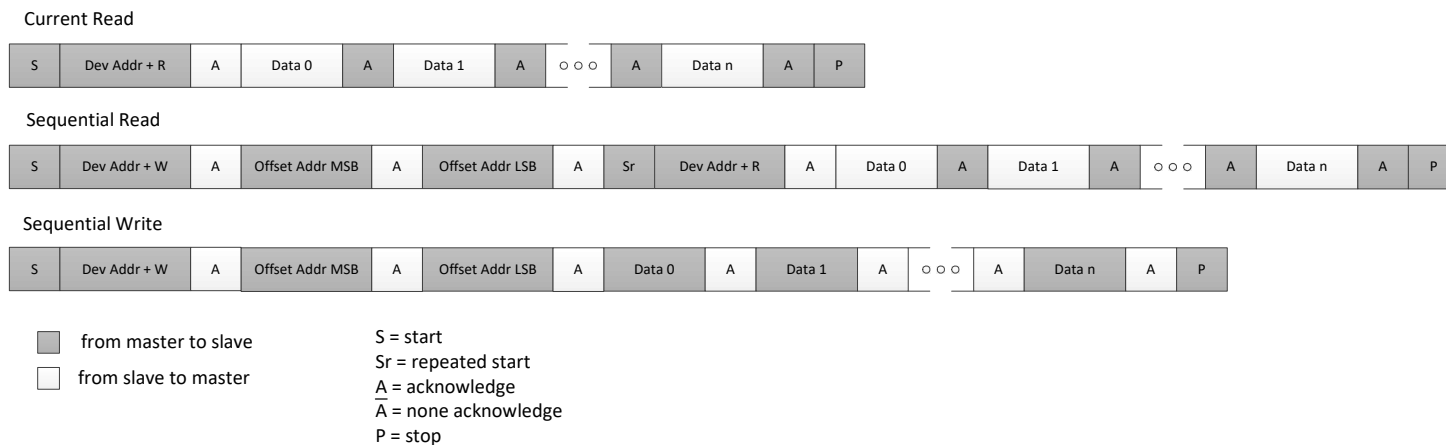 Current Read
S Dev Addr + R A Data 0 A Data 1 A ○ ○ ○ A Data n A P
Sequential Read
S Dev Addr + W A Offset Addr MSB A Offset Addr LSB A Sr Dev Addr + R A Data 0 A Data 1 A ○ ○ ○ A Data n A P
Sequential Write
S Dev Addr + W A Offset Addr MSB A Offset Addr LSB A Data 0 A Data 1 A ○ ○ ○ A Data n A P
from master to slave
from slave to master
S = start
Sr = repeated start
A = acknowledge
A̅ = none acknowledge
P = stop